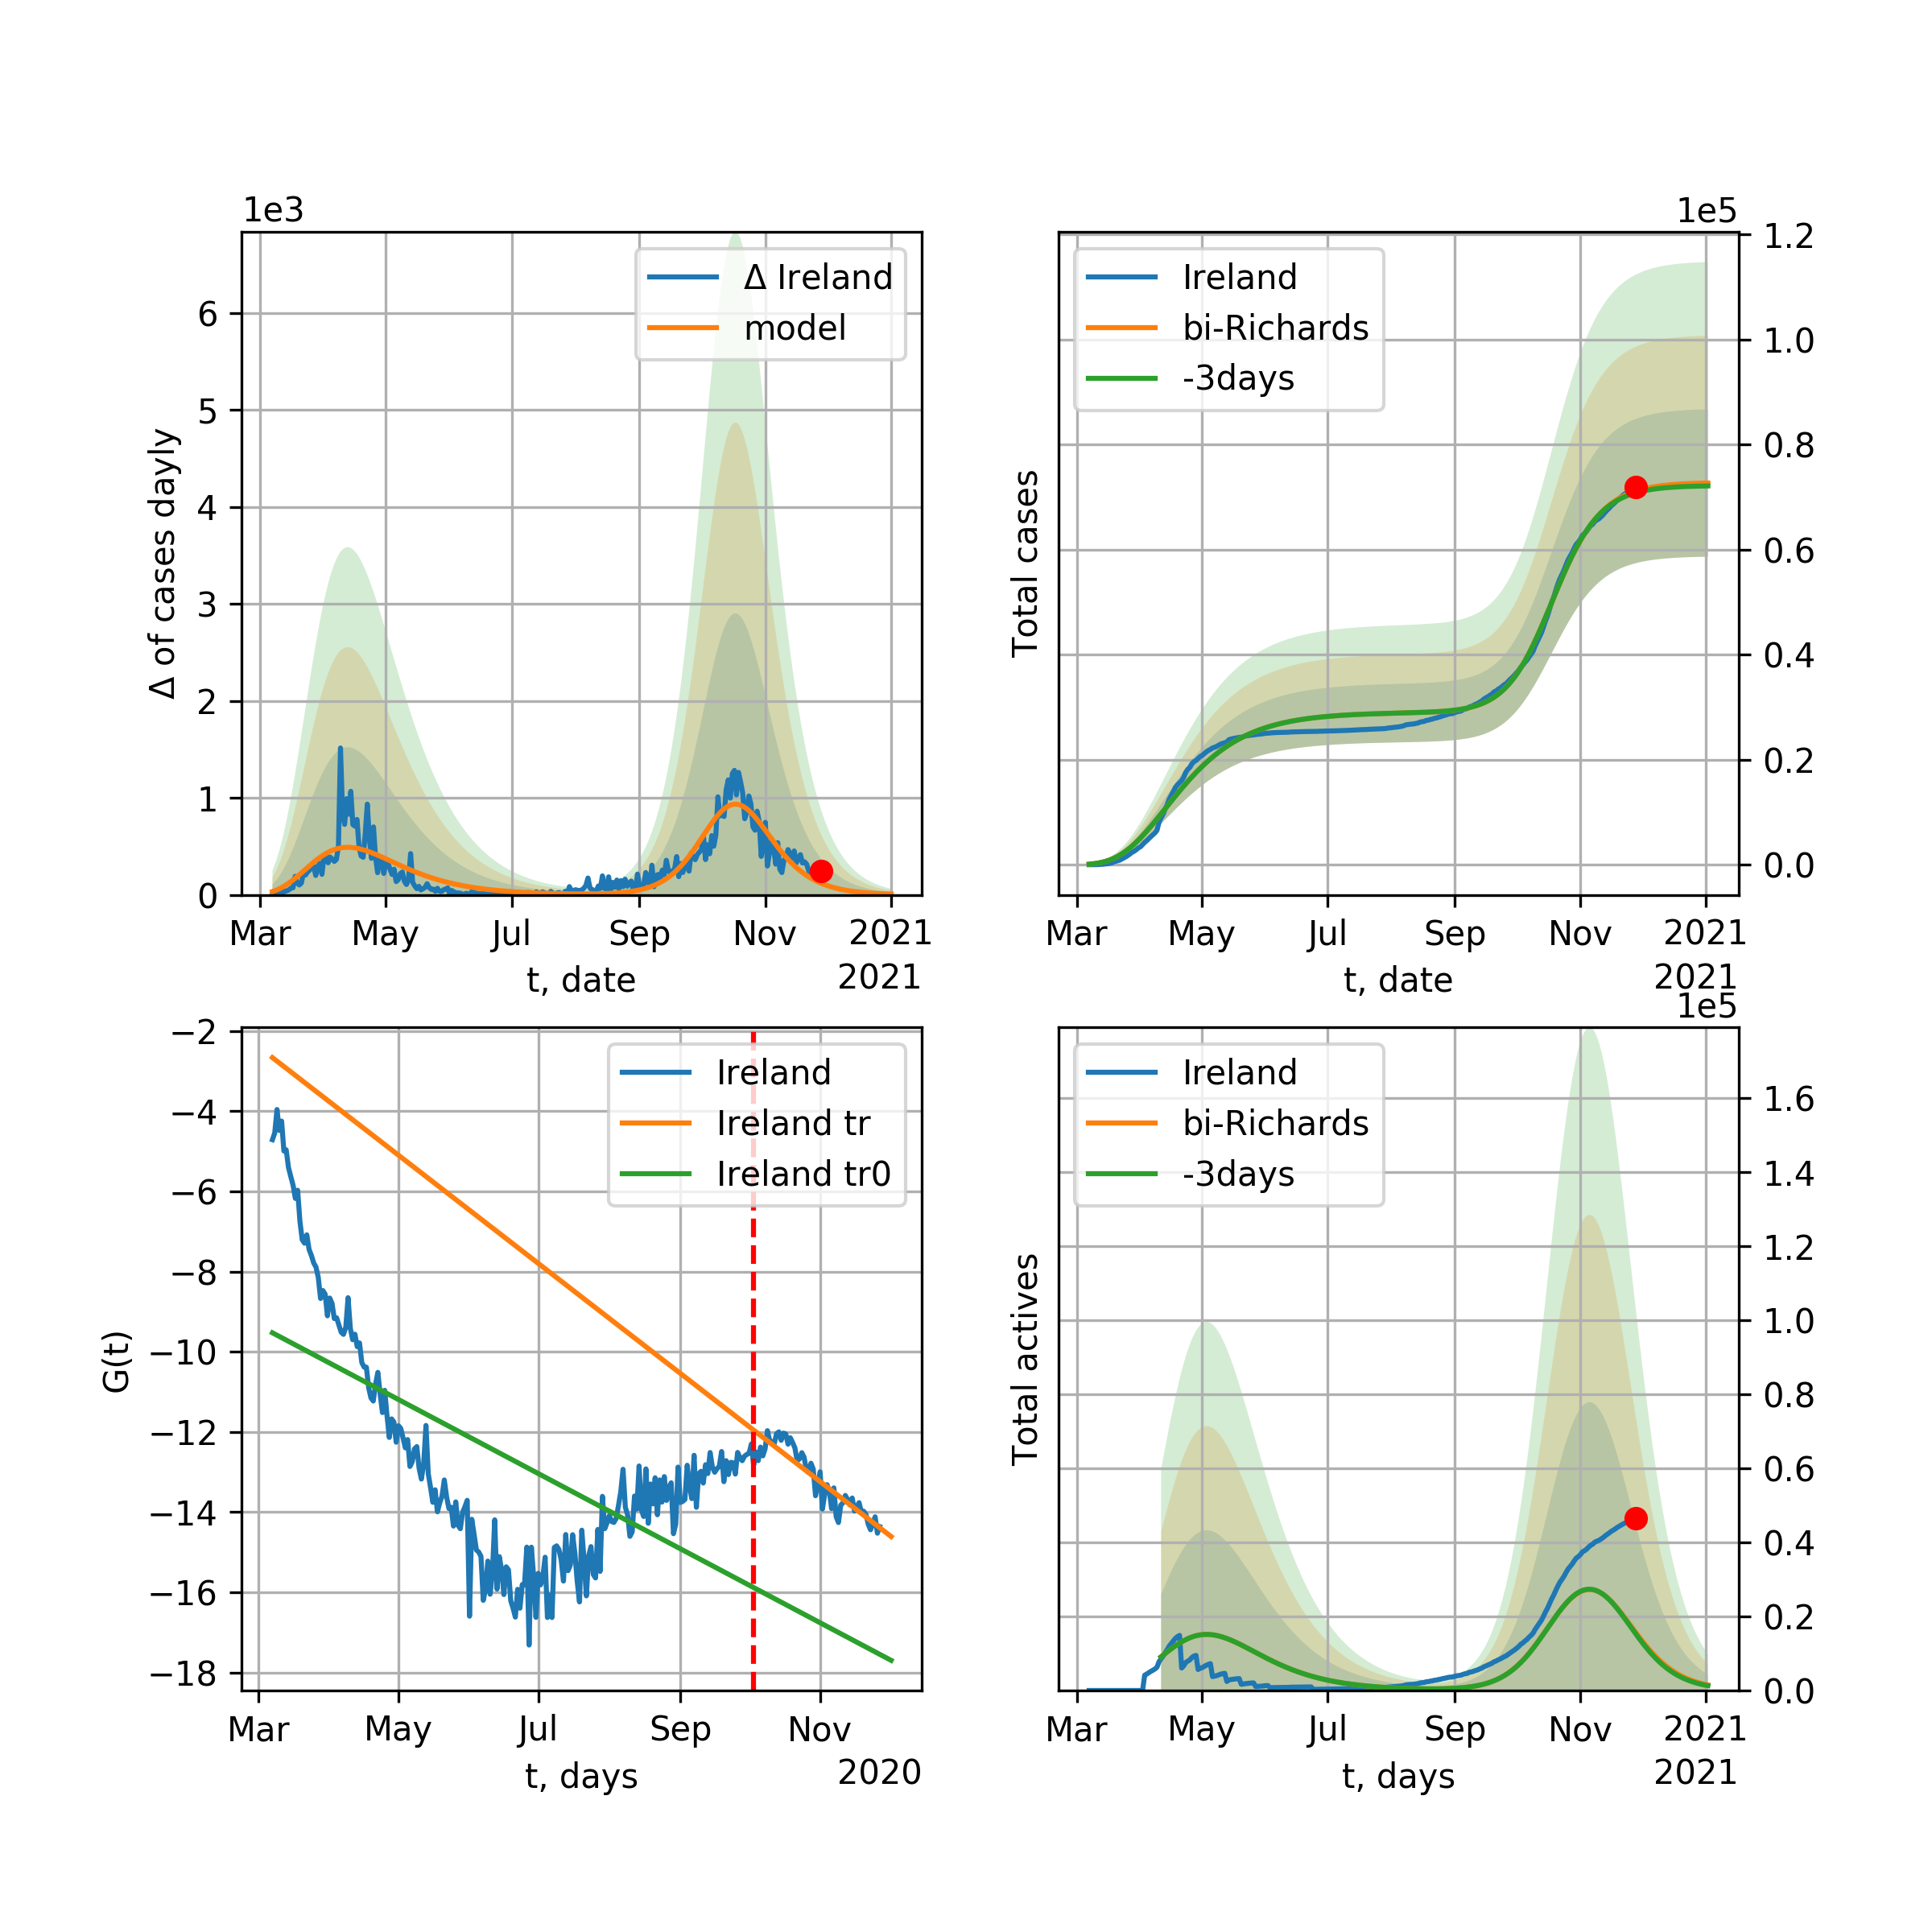 1e3
Δ of cases dayly
6
5
4
3
2
1
0
Δ Ireland
model
Mar May Jul Sep Nov 2021
t, date 2021
1e5
Total cases
Ireland
bi-Richards
-3days
1.2
1.0
0.8
0.6
0.4
0.2
0.0
Mar May Jul Sep Nov 2021
t, date 2021
G(t)
−2
−4
−6
−8
−10
−12
−14
−16
−18
Ireland
Ireland tr
Ireland tr0
Mar May Jul Sep Nov
t, days 2020
1e5
Total actives
Ireland
bi-Richards
-3days
1.6
1.4
1.2
1.0
0.8
0.6
0.4
0.2
0.0
Mar May Jul Sep Nov 2021
t, days 2021